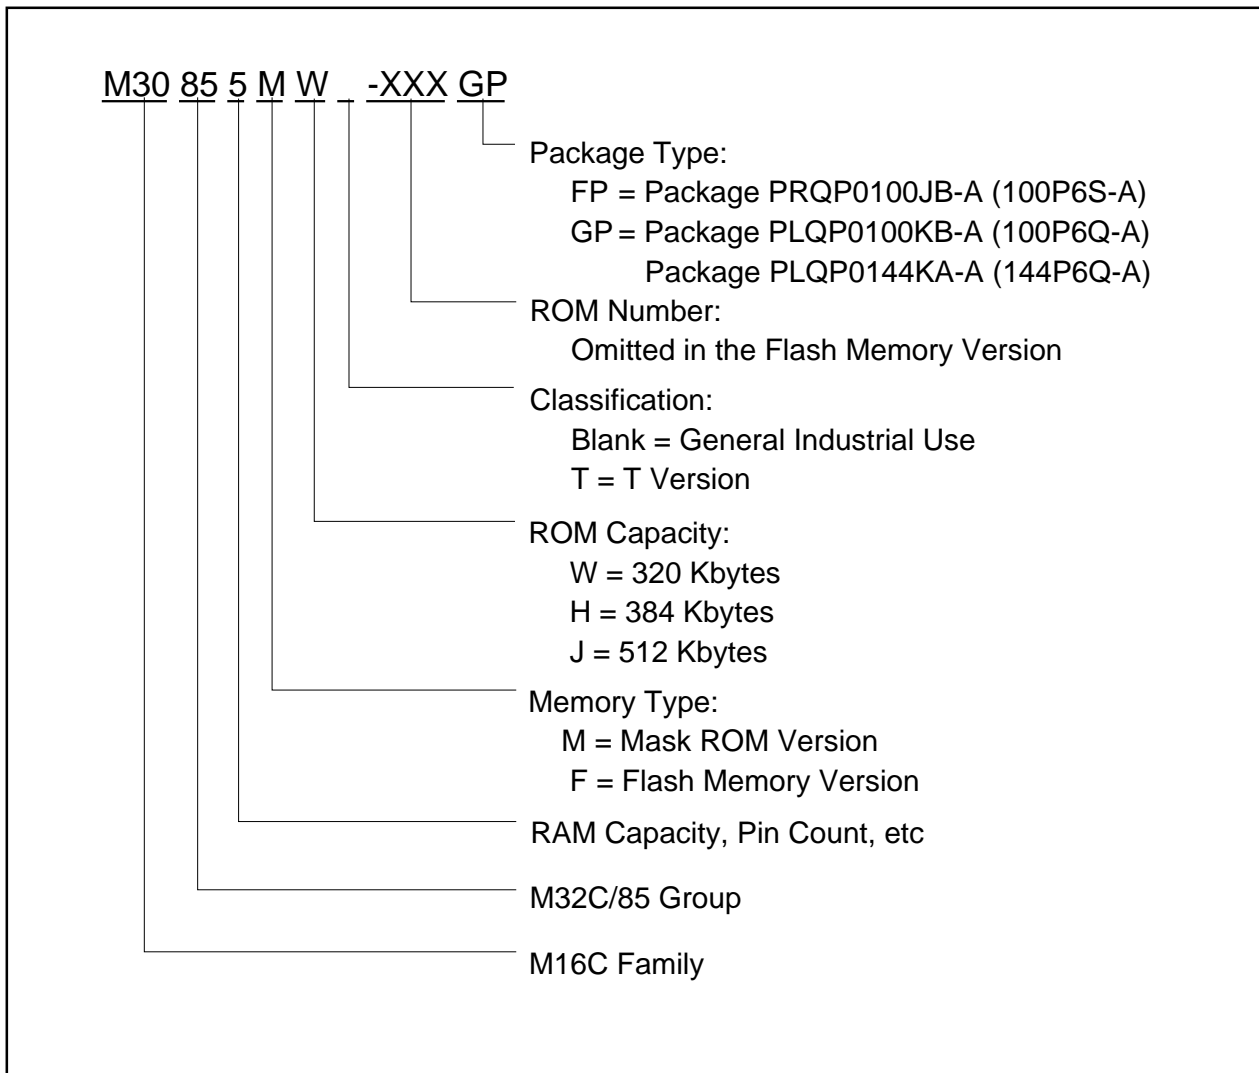 M30 85 5 M W _ -XXX GP
Package Type:
FP = Package PRQP0100JB-A (100P6S-A)
GP = Package PLQP0100KB-A (100P6Q-A)
Package PLQP0144KA-A (144P6Q-A)
ROM Number:
Omitted in the Flash Memory Version
Classification:
Blank = General Industrial Use
T = T Version
ROM Capacity:
W = 320 Kbytes
H = 384 Kbytes
J = 512 Kbytes
Memory Type:
M = Mask ROM Version
F = Flash Memory Version
RAM Capacity, Pin Count, etc
M32C/85 Group
M16C Family